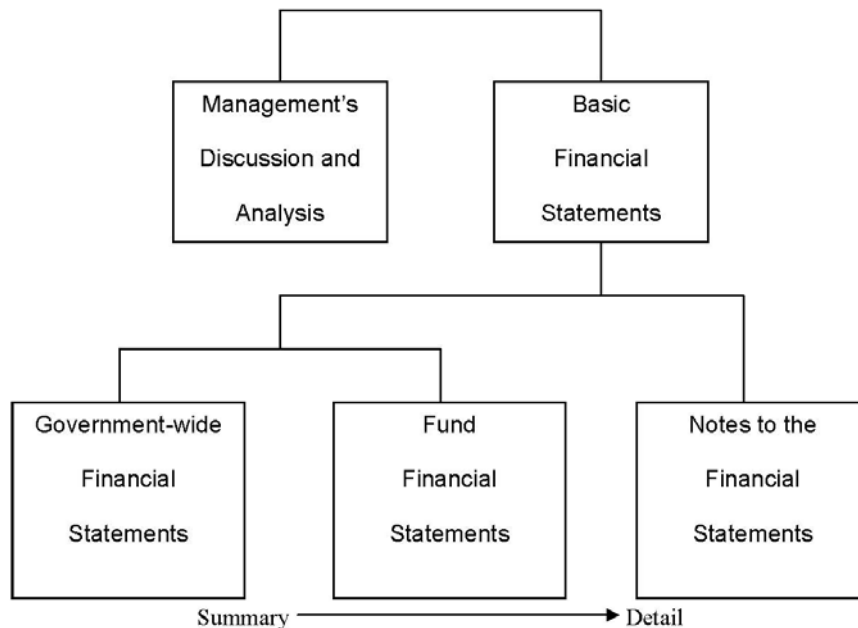 Management's
Discussion and
Analysis
Basic
Financial
Statements
Government-wide
Financial
Statements
Fund
Financial
Statements
Notes to the
Financial
Statements
Summary
Detail